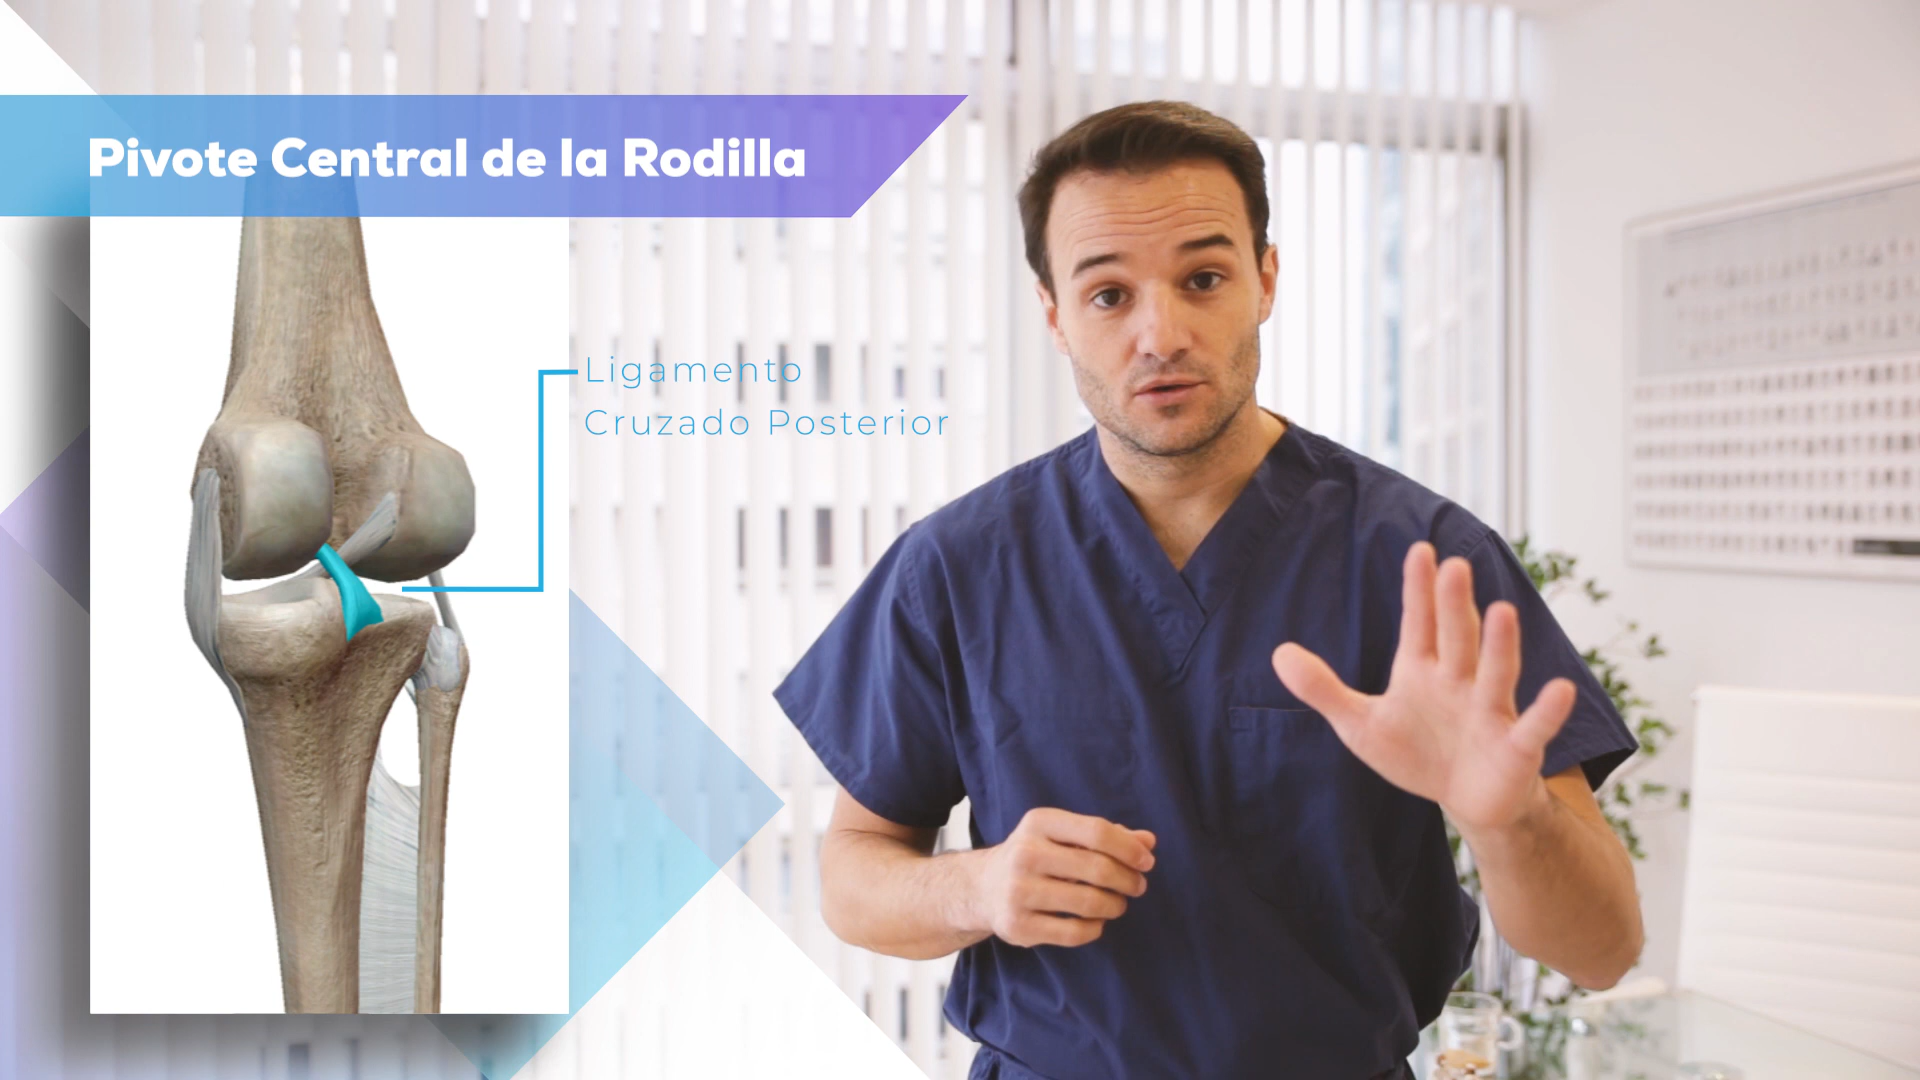 Pivote Central de la Rodilla
Ligamento
Cruzado Posterior